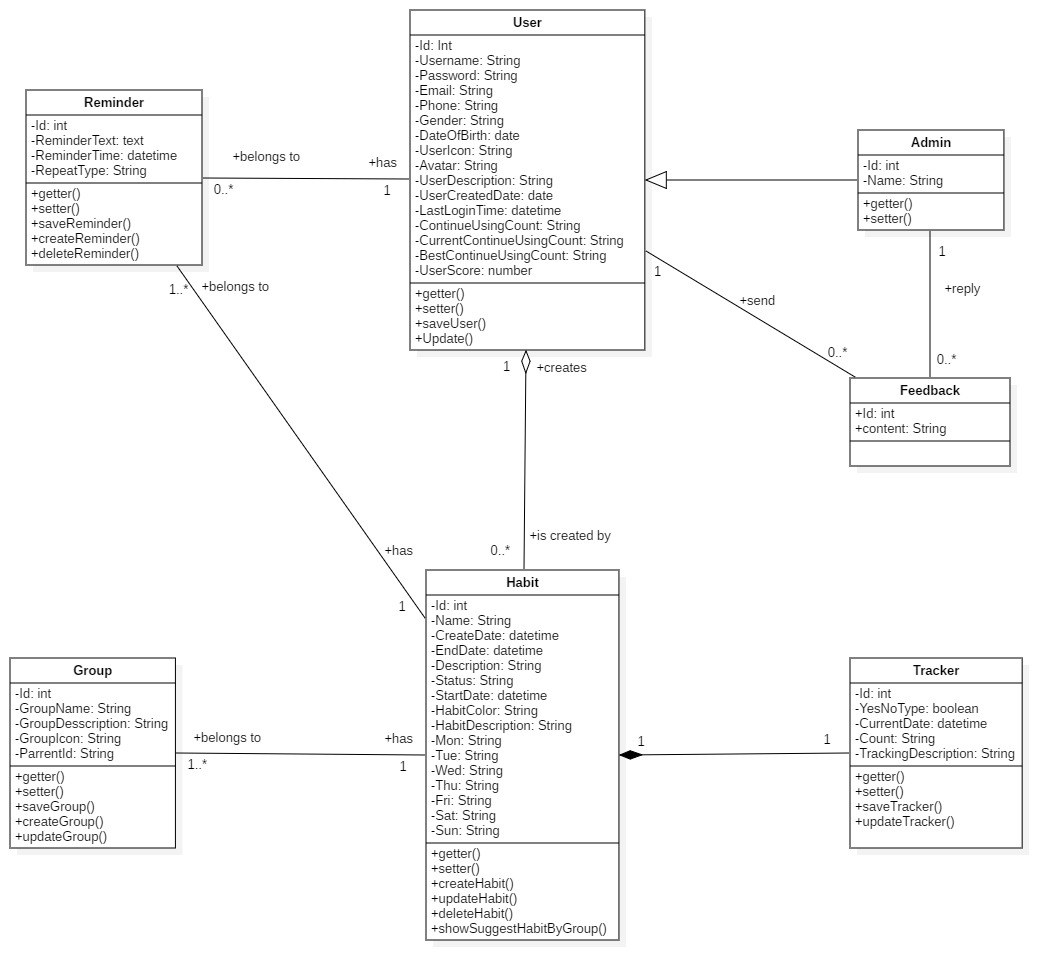 User
-Id: Int
-Username: String
-Password: String
-Email: String
-Phone: String
-Gender: String
-DateOfBirth: date
-UserIcon: String
-Avatar: String
-UserDescription: String
-UserCreatedDate: date
-LastLoginTime: datetime
-ContinueUsingCount: String
-CurrentContinueUsingCount: String
-BestContinueUsingCount: String
-UserScore: number
+getter()
+setter()
+saveUser()
+Update()
Reminder
-Id: int
-ReminderText: text
-ReminderTime: datetime
-RepeatType: String
+getter()
+setter()
+saveReminder()
+createReminder()
+deleteReminder()
+belongs to
+has
0..*
1
Admin
-Id: int
-Name: String
+getter()
+setter()
1
+reply
0..*
1
+send
0..*
Feedback
+Id: int
+content: String
1..*
+belongs to
+has
1
1
+creates
+is created by
0..*
Habit
-Id: int
-Name: String
-CreateDate: datetime
-EndDate: datetime
-Description: String
-Status: String
-StartDate: datetime
-HabitColor: String
-HabitDescription: String
-Mon: String
-Tue: String
-Wed: String
-Thu: String
-Fri: String
-Sat: String
-Sun: String
+getter()
+setter()
+createHabit()
+updateHabit()
+deleteHabit()
+showSuggestHabitByGroup()
Group
-Id: int
-GroupName: String
-GroupDesscription: String
-GroupIcon: String
-ParrentId: String
+getter()
+setter()
+saveGroup()
+createGroup()
+updateGroup()
+belongs to
+has
1..*
1
1
1
Tracker
-Id: int
-YesNoType: boolean
-CurrentDate: datetime
-Count: String
-TrackingDescription: String
+getter()
+setter()
+saveTracker()
+updateTracker()